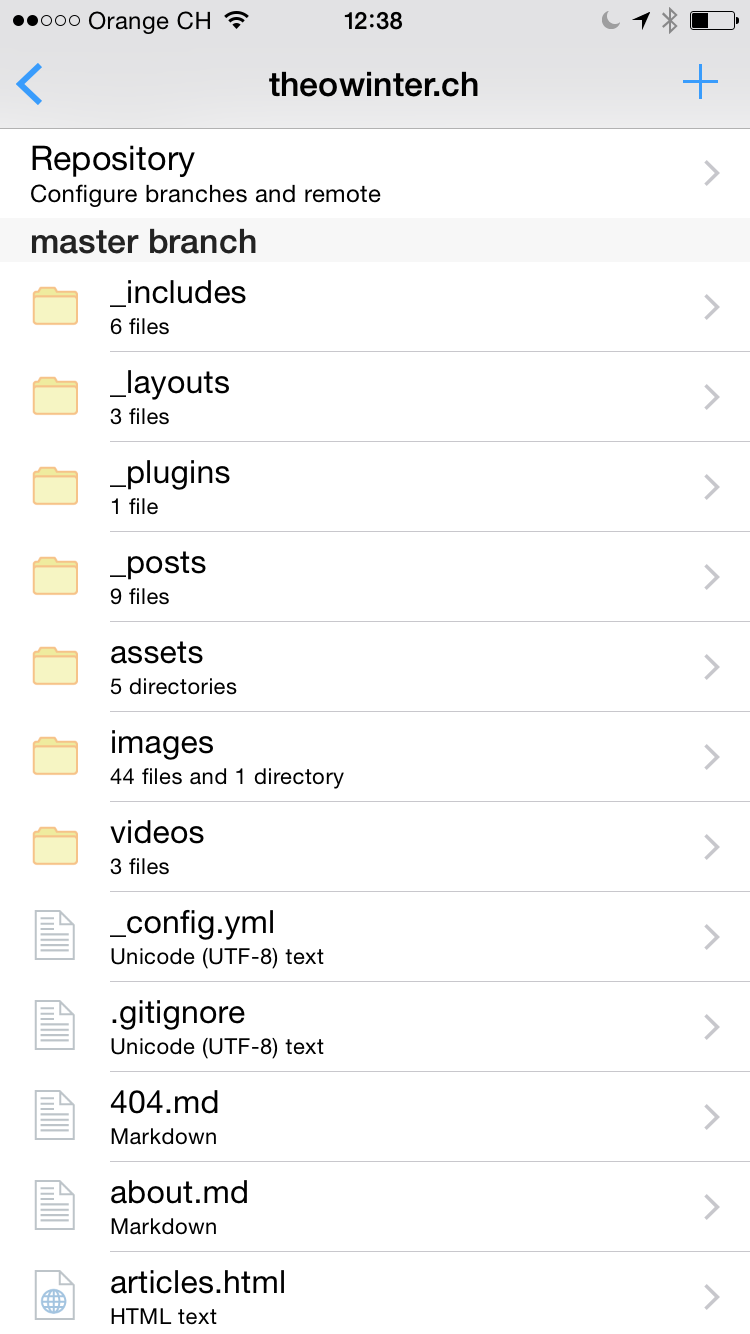 Orange CH 12:38
theowinter.ch
Repository
Configure branches and remote
master branch
_includes
6 files
_layouts
3 files
_plugins
1 file
_posts
9 files
assets
5 directories
images
44 files and 1 directory
videos
3 files
_config.yml
Unicode (UTF-8) text
.gitignore
Unicode (UTF-8) text
404.md
Markdown
about.md
Markdown
articles.html
HTML text